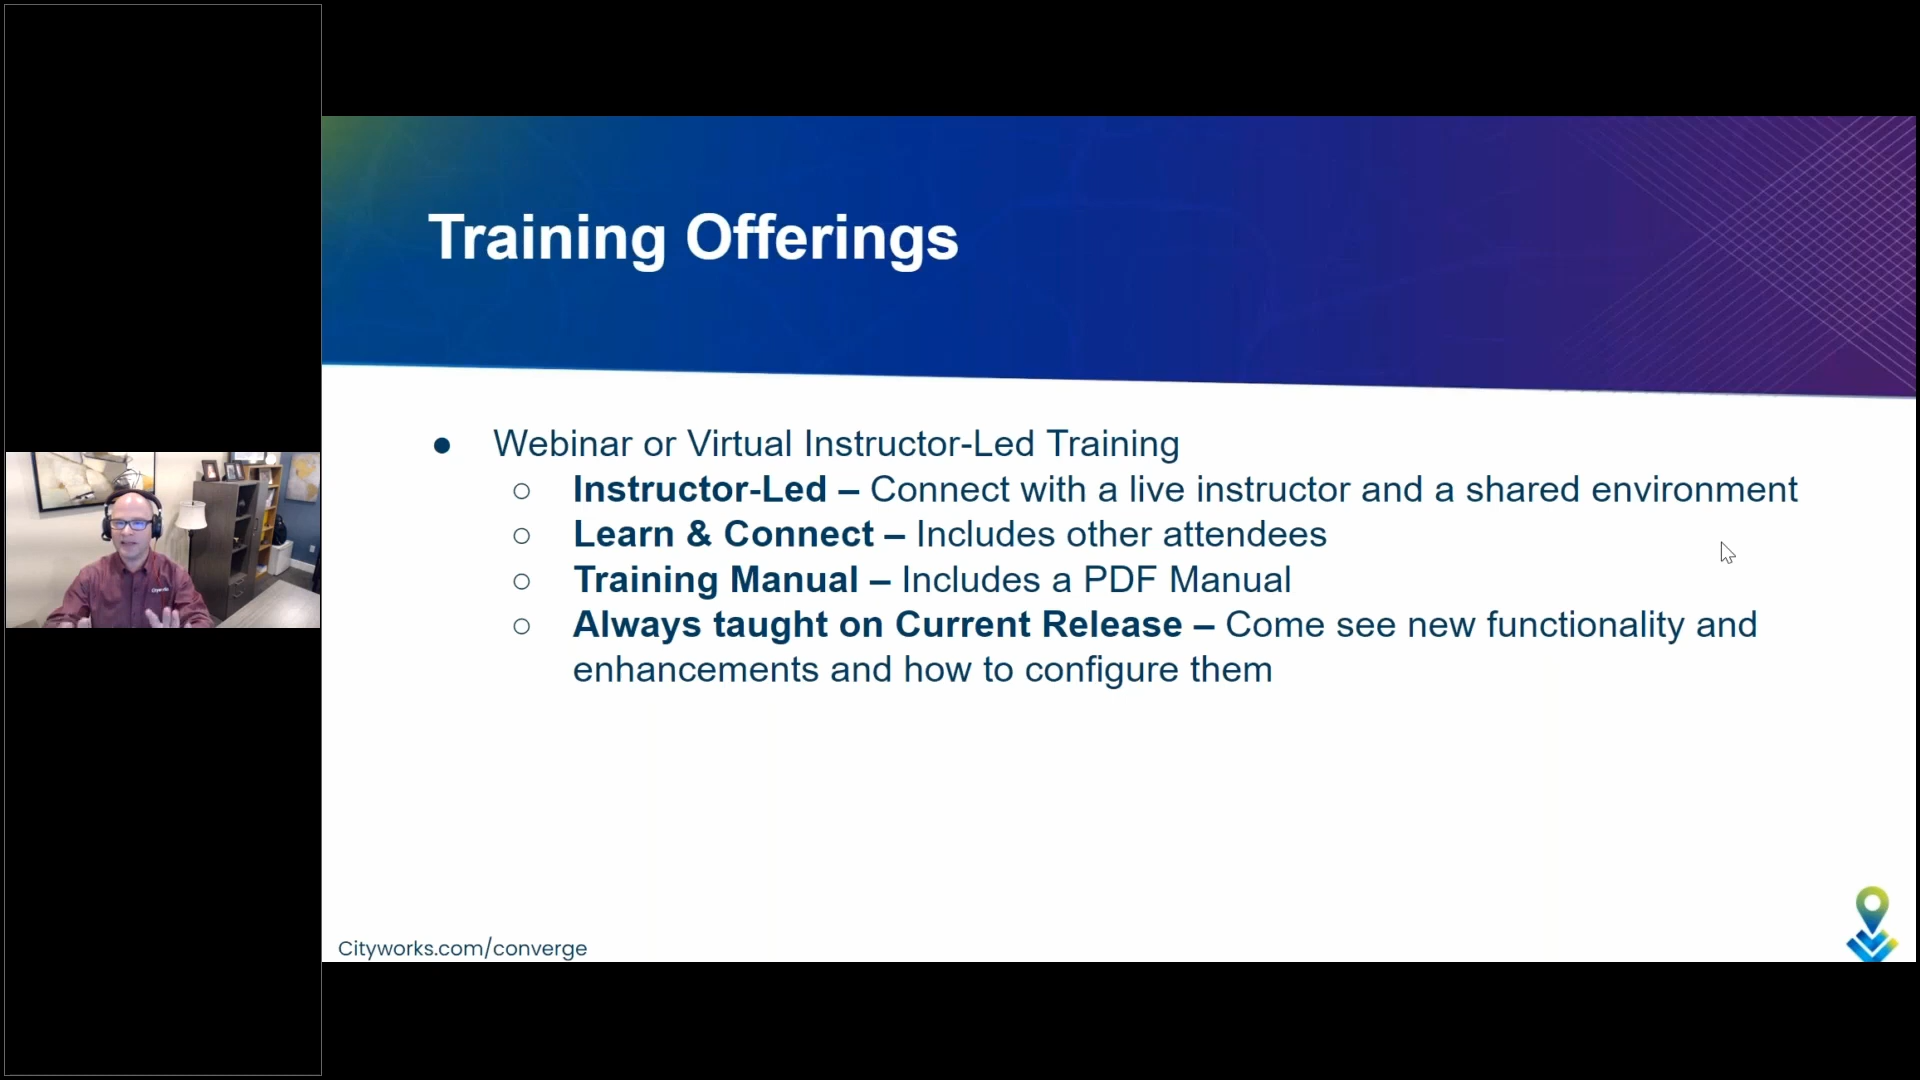 Training Offerings
● Webinar or Virtual Instructor-Led Training
○ Instructor-Led – Connect with a live instructor and a shared environment
○ Learn & Connect – Includes other attendees
○ Training Manual – Includes a PDF Manual
○ Always taught on Current Release – Come see new functionality and
enhancements and how to configure them
Cityworks.com/converge